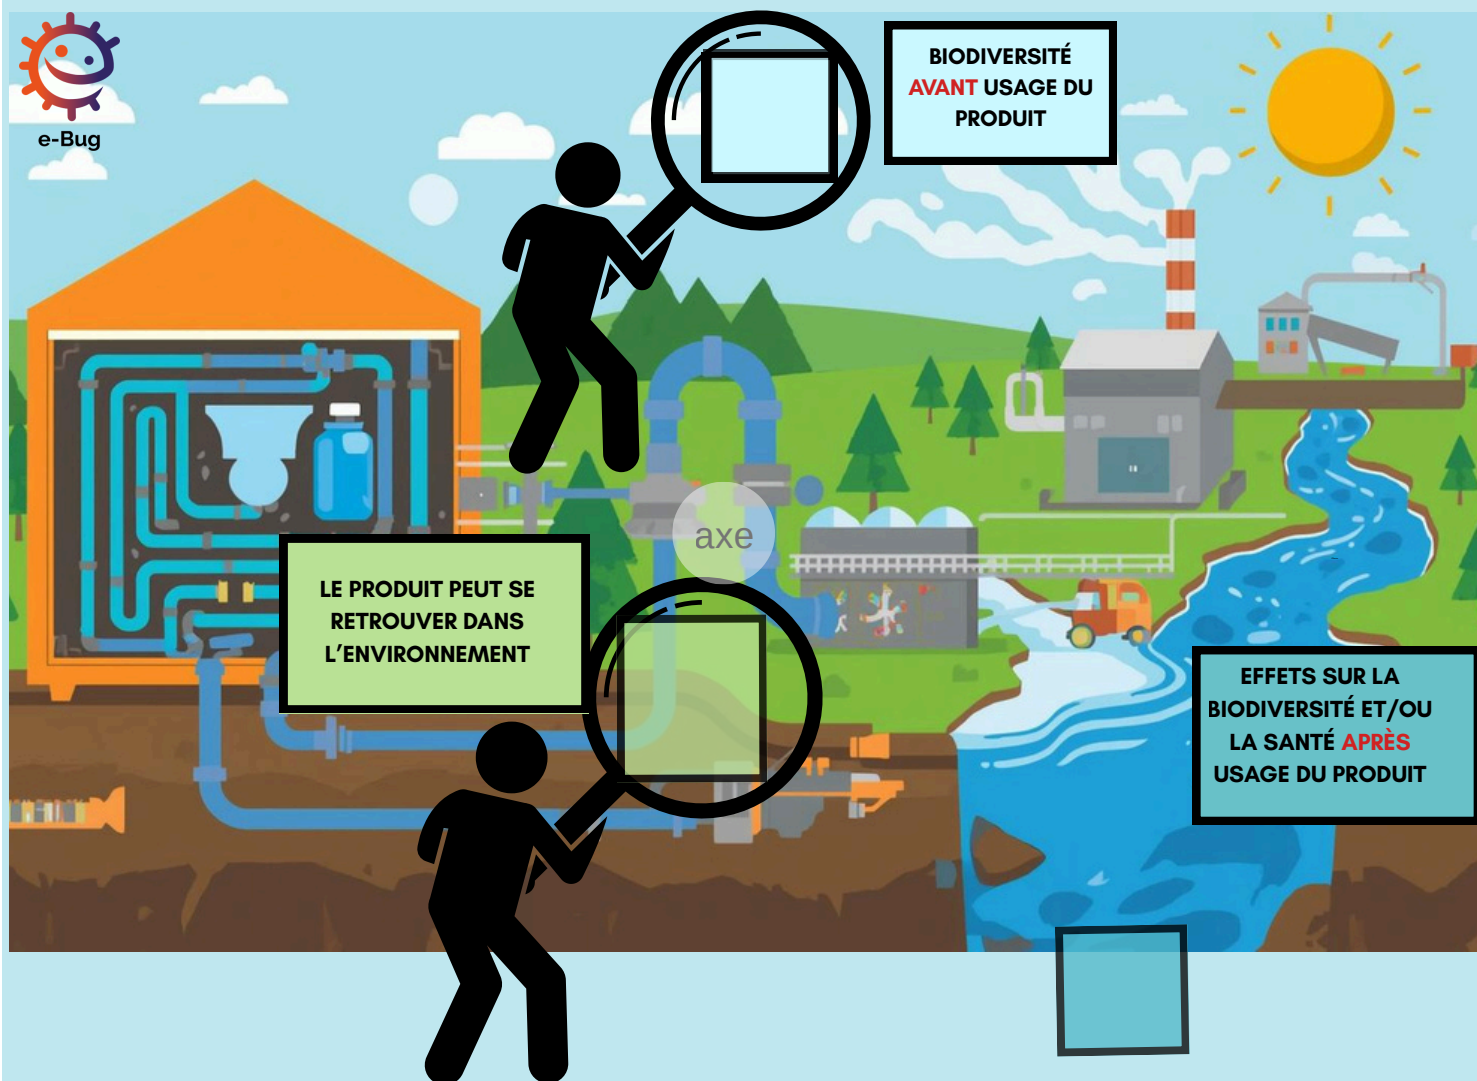 e-Bug
BIODIVERSITÉ
AVANT USAGE DU
PRODUIT
axe
LE PRODUIT PEUT SE
RETROUVER DANS
L’ENVIRONNEMENT
EFFETS SUR LA
BIODIVERSITÉ ET/OU
LA SANTÉ APRÈS
USAGE DU PRODUIT